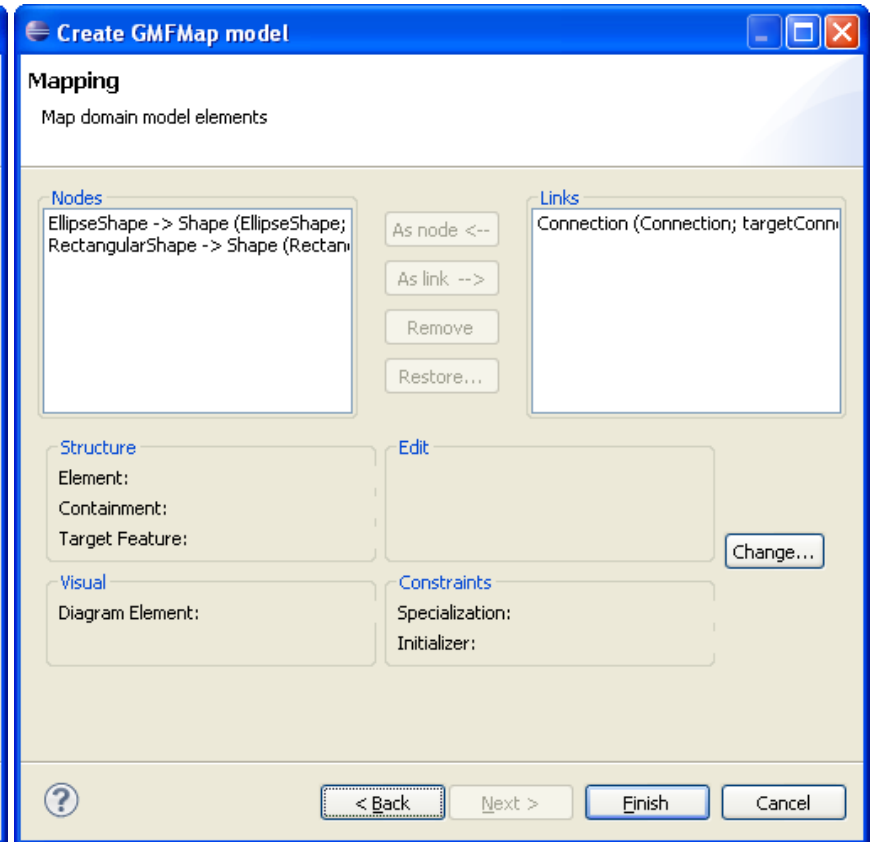 Create GMFMap model
Mapping
Map domain model elements
Nodes
EllipseShape -> Shape (EllipseShape;
RectangularShape -> Shape (Rectan
As node <--
As link -->
Remove
Restore...
Links
Connection (Connection; targetConn
Structure
Element:
Containment:
Target Feature:
Edit
Change...
Visual
Diagram Element:
Constraints
Specialization:
Initializer:
?
< Back
Next >
Finish
Cancel